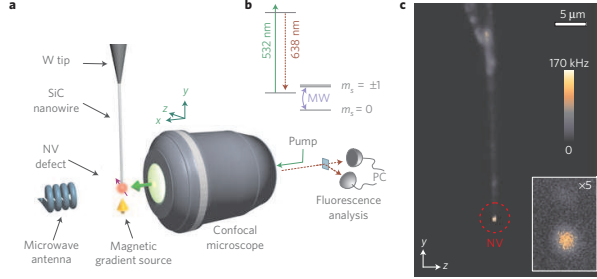 a
W tip
SiC
nanowire
NV
defect
Microwave
antenna
Magnetic
gradient source
Confocal
microscope
y
z
x
b
532 nm
638 nm
MW
mₛ = ±1
mₛ = 0
Pump
PC
Fluorescence
analysis
c
5 µm
170 kHz
0
×5
NV
y
z